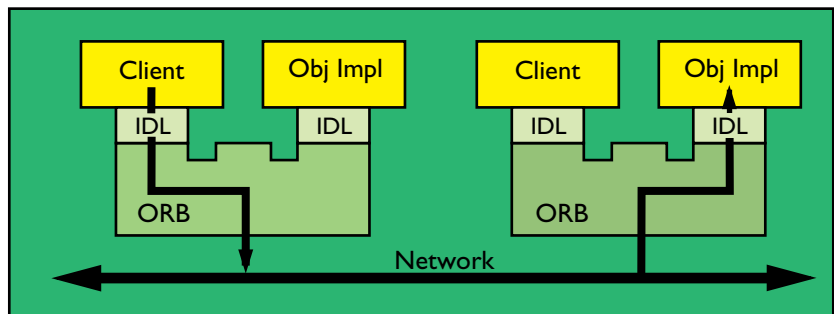 Client
Obj Impl
Client
Obj Impl
IDL
IDL
IDL
IDL
ORB
ORB
Network